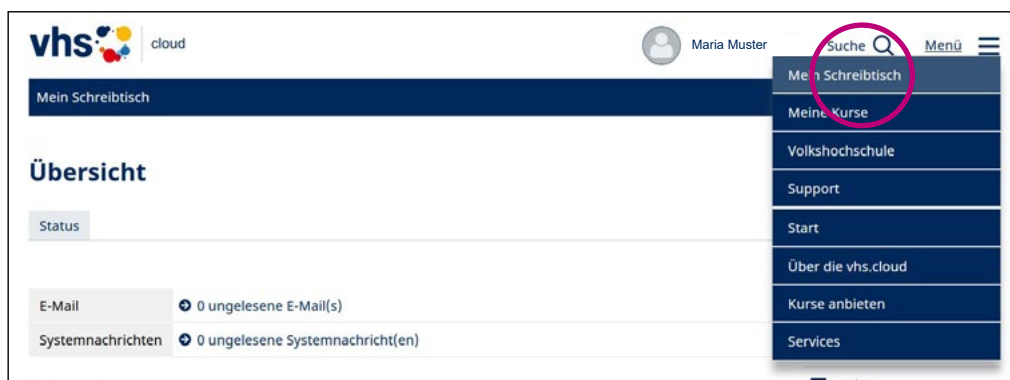 vhs cloud
Maria Muster
Suche
Menü
Mein Schreibtisch
Mein Schreibtisch
Meine Kurse
Volkshochschule
Support
Start
Über die vhs.cloud
Kurse anbieten
Services
Übersicht
Status
E-Mail 0 ungelesene E-Mail(s)
Systemnachrichten 0 ungelesene Systemnachricht(en)